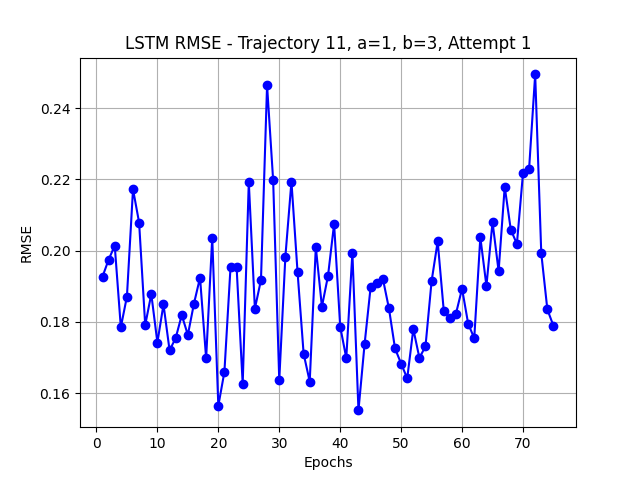 LSTM RMSE - Trajectory 11, a=1, b=3, Attempt 1
RMSE
0.24
0.22
0.20
0.18
0.16
0 10 20 30 40 50 60 70
Epochs